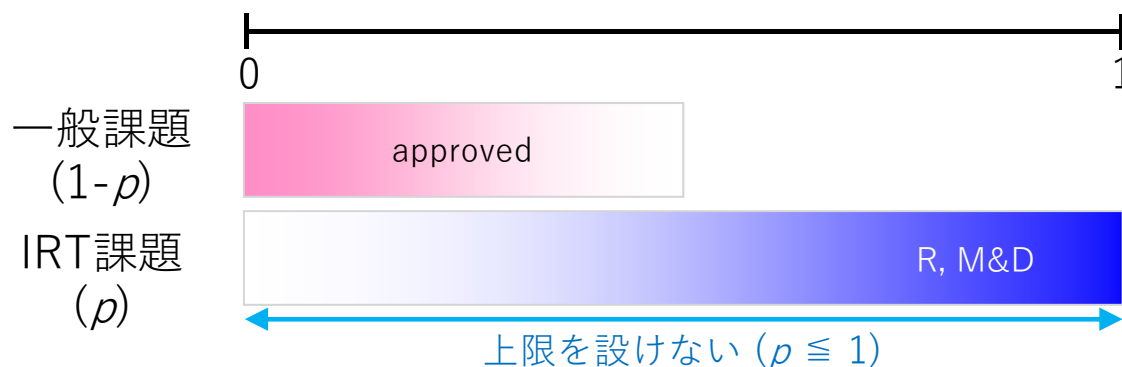 0
1
一般課題
(1-p)
approved
IRT課題
(p)
R, M&D
上限を設けない (p ≦ 1)